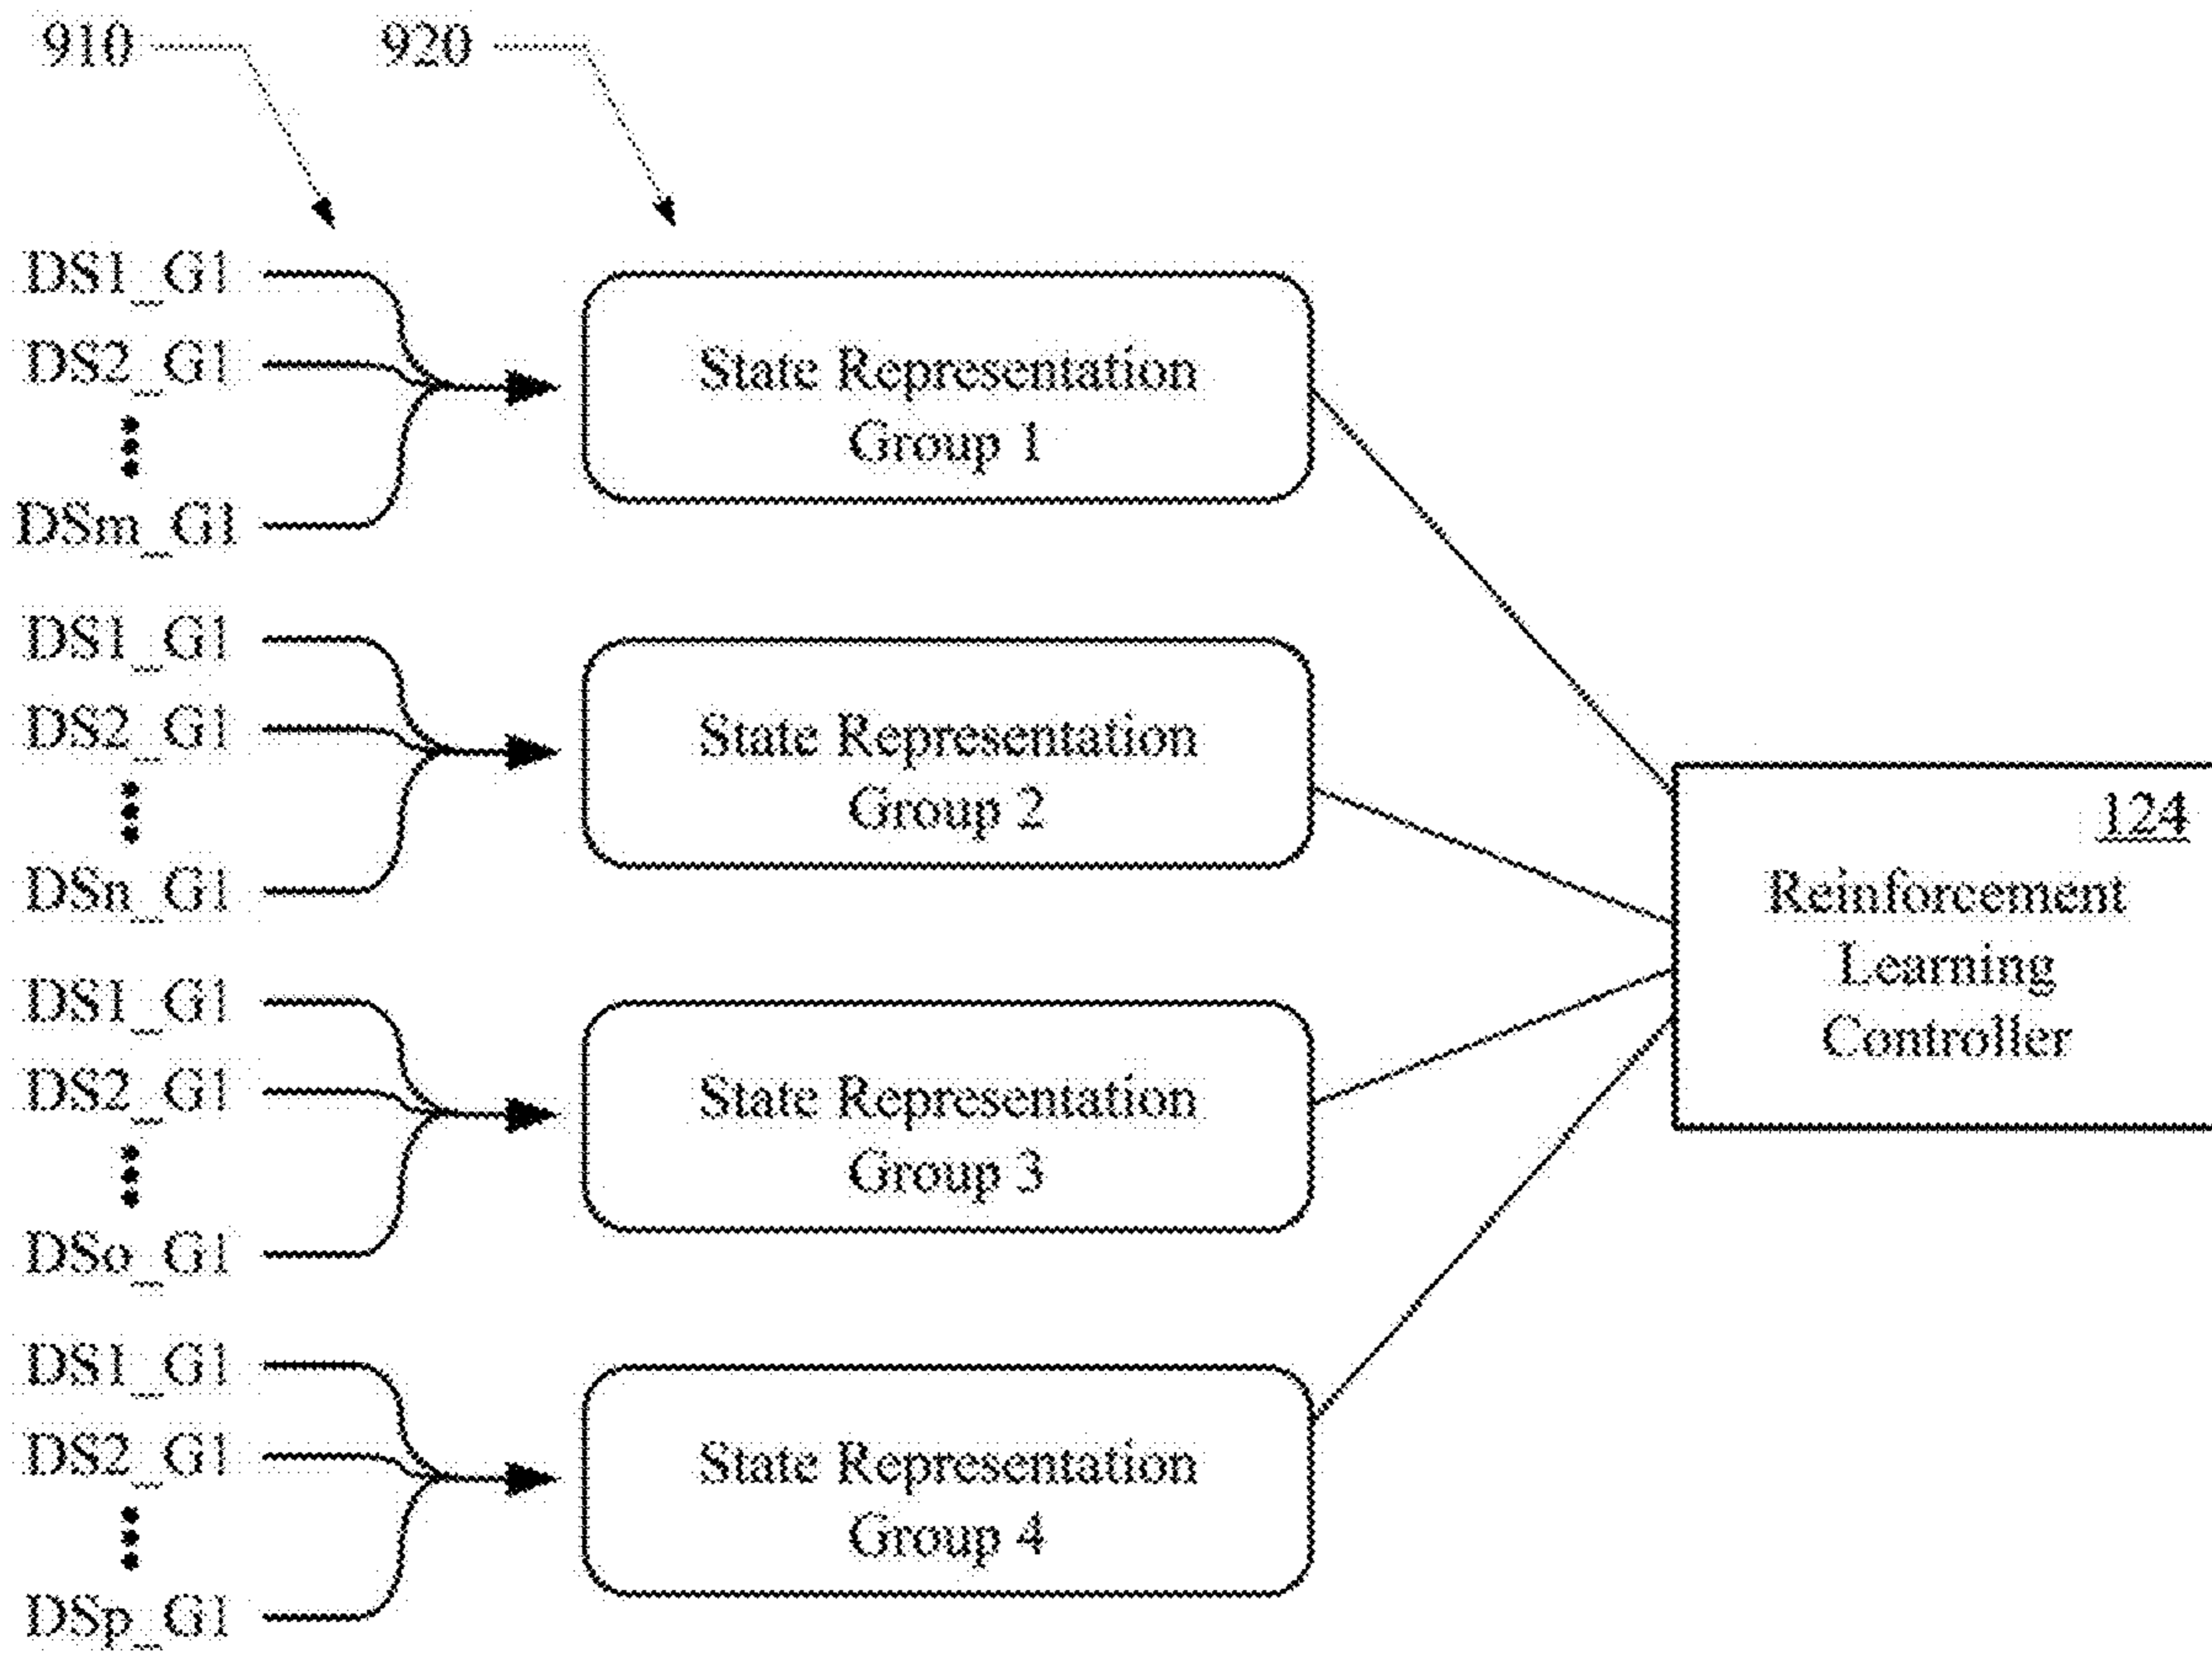 910
920
DS1_G1
DS2_G1
DSm_G1
State Representation
Group 1
DS1_G1
DS2_G1
DSn_G1
State Representation
Group 2
DS1_G1
DS2_G1
DSo_G1
State Representation
Group 3
DS1_G1
DS2_G1
DSp_G1
State Representation
Group 4
124
Reinforcement
Learning
Controller